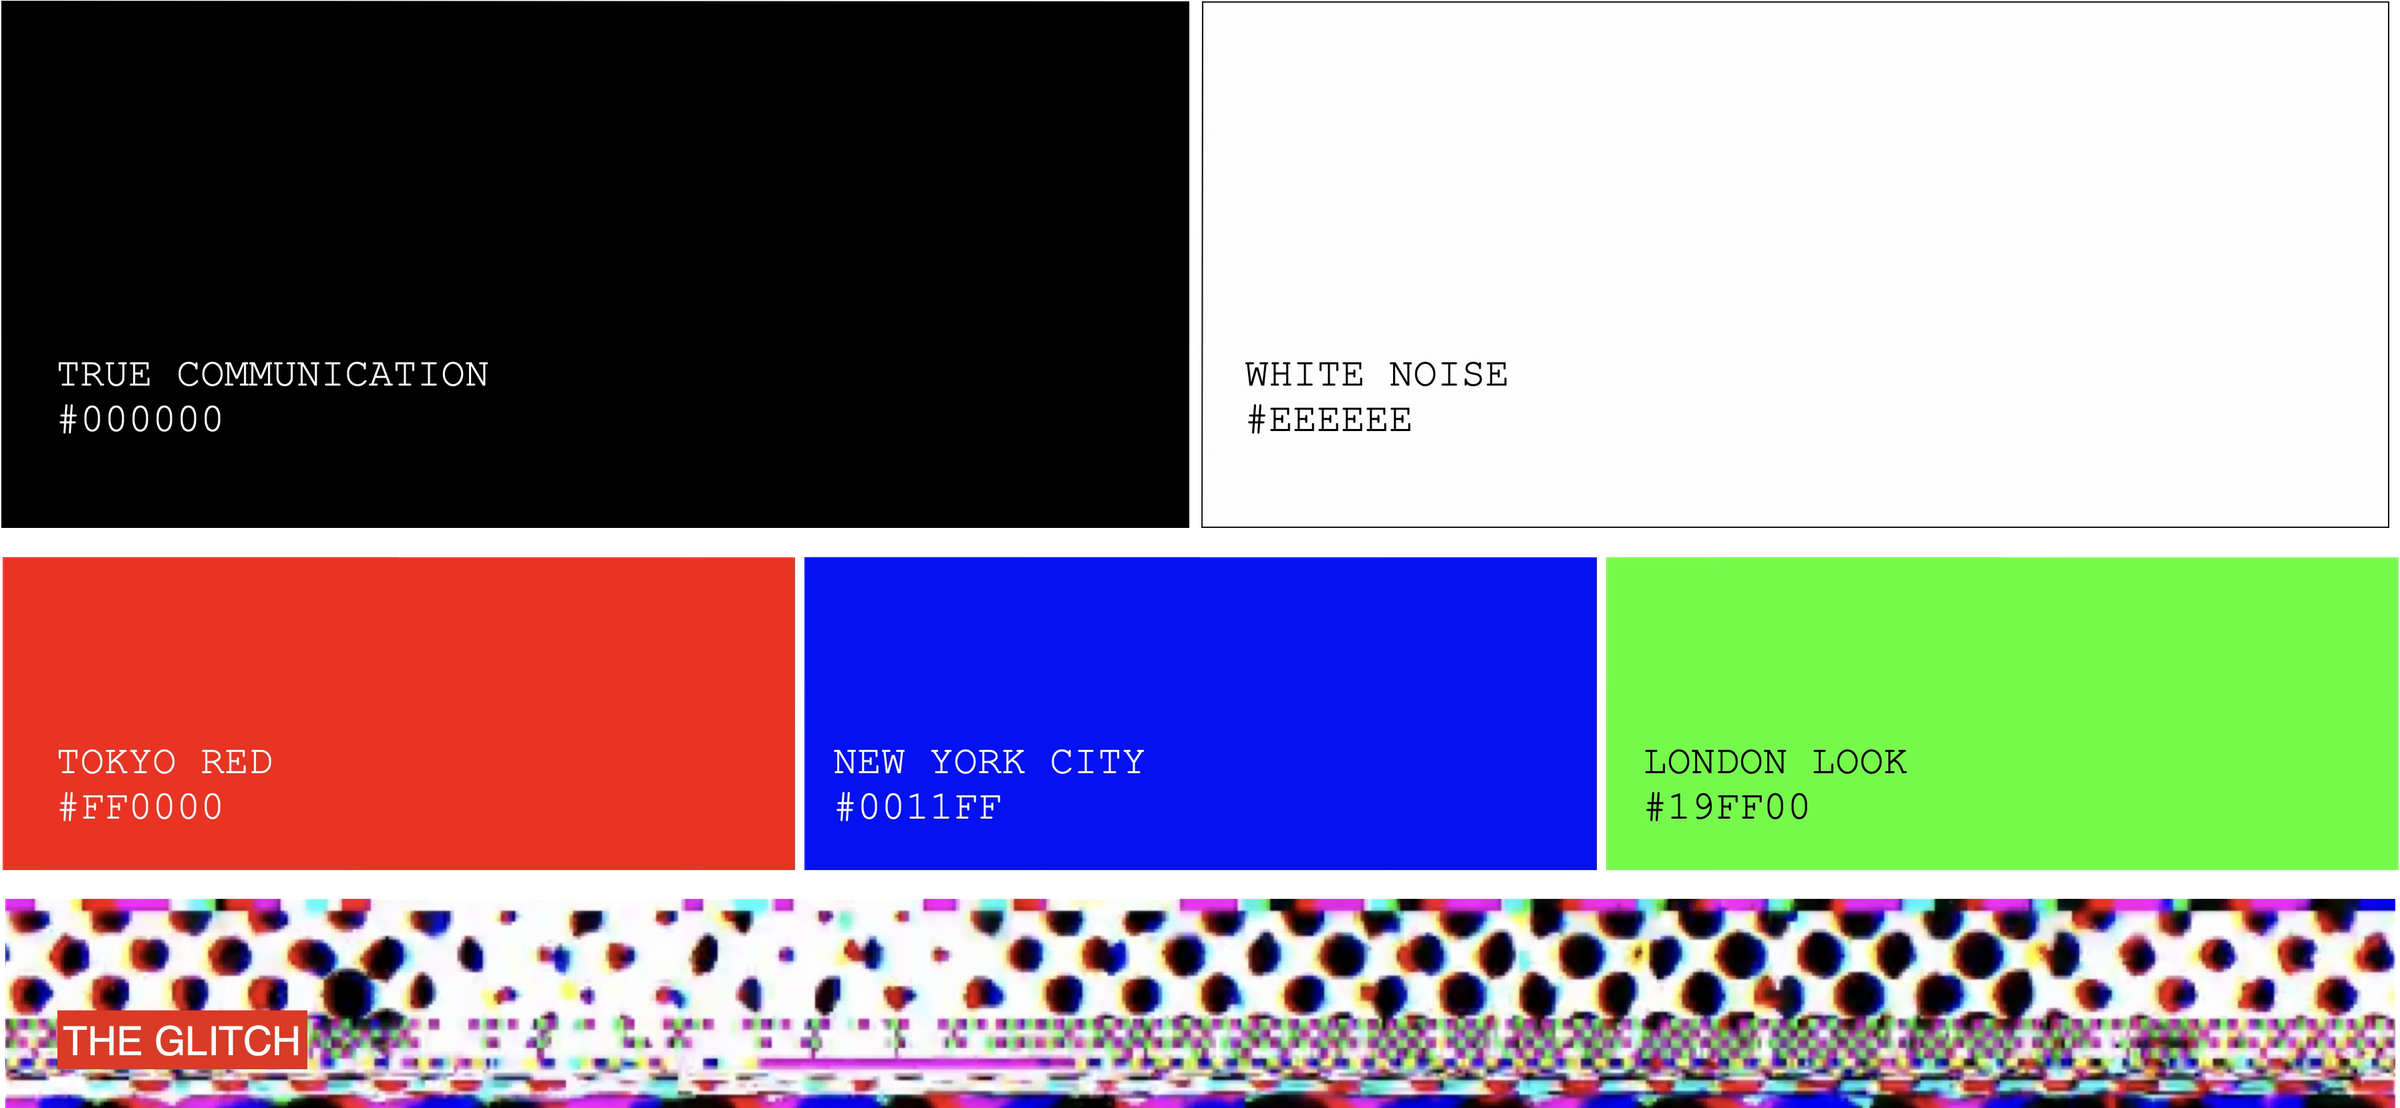 TRUE COMMUNICATION
#000000
WHITE NOISE
#EEEEEE
TOKYO RED
#FF0000
NEW YORK CITY
#0011FF
LONDON LOOK
#19FF00
THE GLITCH